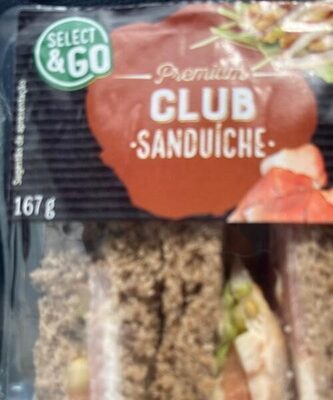 SELECT
&GO
Premium
CLUB
·SANDUÍCHE·
Sugestão de apresentação
167g